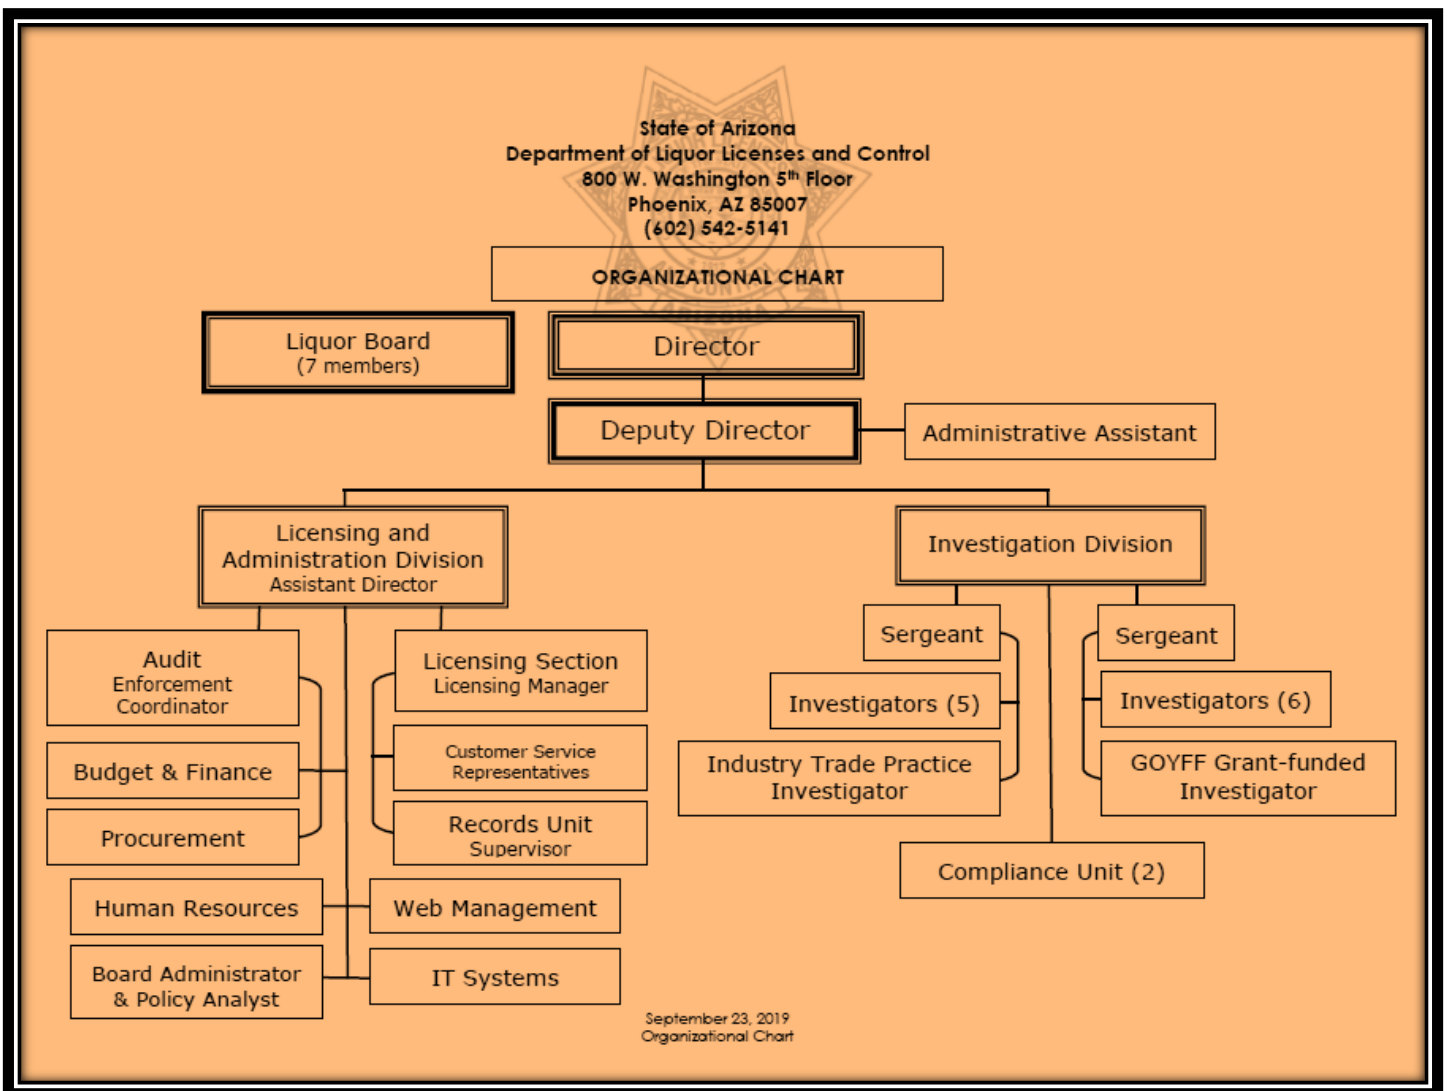 State of Arizona
Department of Liquor Licenses and Control
800 W. Washington 5th Floor
Phoenix, AZ 85007
(602) 542-5141
ORGANIZATIONAL CHART
Liquor Board
(7 members)
Director
Deputy Director
Administrative Assistant
Licensing and
Administration Division
Assistant Director
Investigation Division
Audit
Enforcement
Coordinator
Licensing Section
Licensing Manager
Budget & Finance
Customer Service
Representatives
Procurement
Records Unit
Supervisor
Human Resources
Web Management
Board Administrator
& Policy Analyst
IT Systems
Sergeant
Sergeant
Investigators (5)
Investigators (6)
Industry Trade Practice
Investigator
GOYFF Grant-funded
Investigator
Compliance Unit (2)
September 23, 2019
Organizational Chart
ARIZONA